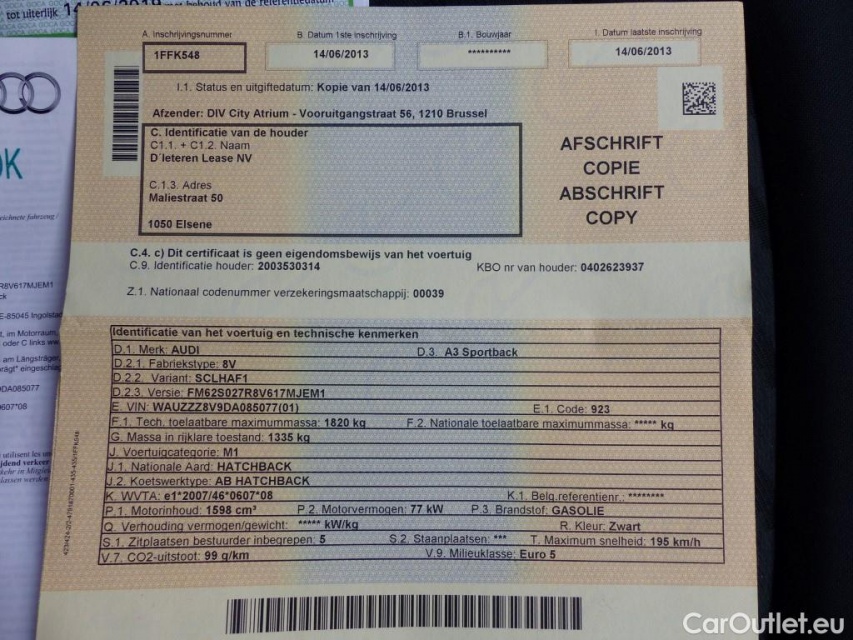 tot uiterlijk
A. Inschrijvingsnummer
B. Datum 1ste inschrijving
B.1. Bouwjaar
I. Datum laatste inschrijving
1FFK548
14/06/2013
**********
14/06/2013
I.1. Status en uitgiftedatum: Kopie van 14/06/2013
Afzender: DIV City Atrium - Vooruitgangstraat 56, 1210 Brussel
C. Identificatie van de houder
C1.1. + C1.2. Naam
D'Ieteren Lease NV
C.1.3. Adres
Maliestraat 50
1050 Elsene
AFSCHRIFT
COPIE
ABSCHRIFT
COPY
C.4. c) Dit certificaat is geen eigendomsbewijs van het voertuig
C.9. Identificatie houder: 2003530314
KBO nr van houder: 0402623937
Z.1. Nationaal codenummer verzekeringsmaatschappij: 00039
Identificatie van het voertuig en technische kenmerken
D.1. Merk: AUDI
D.3. A3 Sportback
D.2.1. Fabriekstype: 8V
D.2.2. Variant: SCLHAF1
D.2.3. Versie: FM62S027R8V617MJEM1
E. VIN: WAUZZZ8V9DA085077(01)
E.1. Code: 923
F.1. Tech. toelaatbare maximummassa: 1820 kg
F.2. Nationale toelaatbare maximummassa: ***** kg
G. Massa in rijklare toestand: 1335 kg
J. Voertuigcategorie: M1
J.1. Nationale Aard: HATCHBACK
J.2. Koetswerktype: AB HATCHBACK
K. WVTA: e1*2007/46*0607*08
K.1. Belg.referentienr.: ********
P.1. Motorinhoud: 1598 cm³
P.2. Motorvermogen: 77 kW
P.3. Brandstof: GASOLIE
Q. Verhouding vermogen/gewicht: ***** kW/kg
R. Kleur: Zwart
S.1. Zitplaatsen bestuurder inbegrepen: 5
S.2. Staanplaatsen: ***
T. Maximum snelheid: 195 km/h
V.7. CO2-uitstoot: 99 g/km
V.9. Milieuklasse: Euro 5
CarOutlet.eu